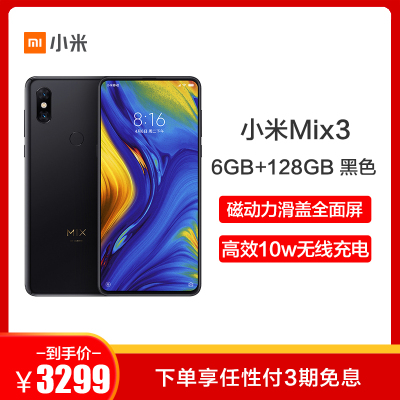 mi 小米
小米Mix3
6GB+128GB 黑色
磁动力滑盖全面屏
高效10w无线充电
8:16
MIX
到手价
¥3299
下单享任性付3期免息